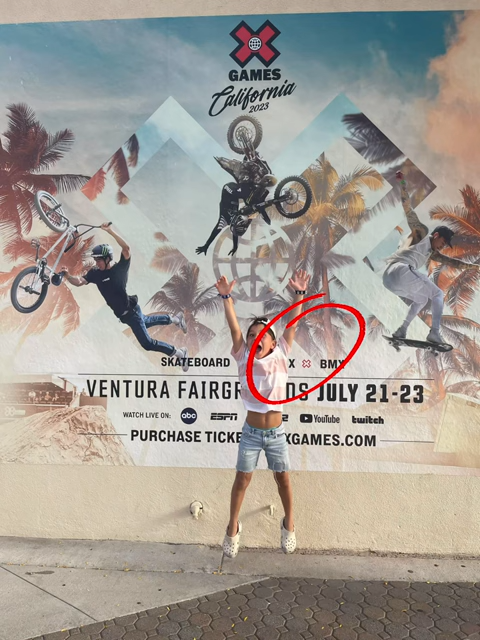 X
GAMES
California
2023
SKATEBOARD X BMX
VENTURA FAIRGR DS JULY 21-23
WATCH LIVE ON: abc ESPN YouTube twitch
PURCHASE TICKE XGAMES.COM